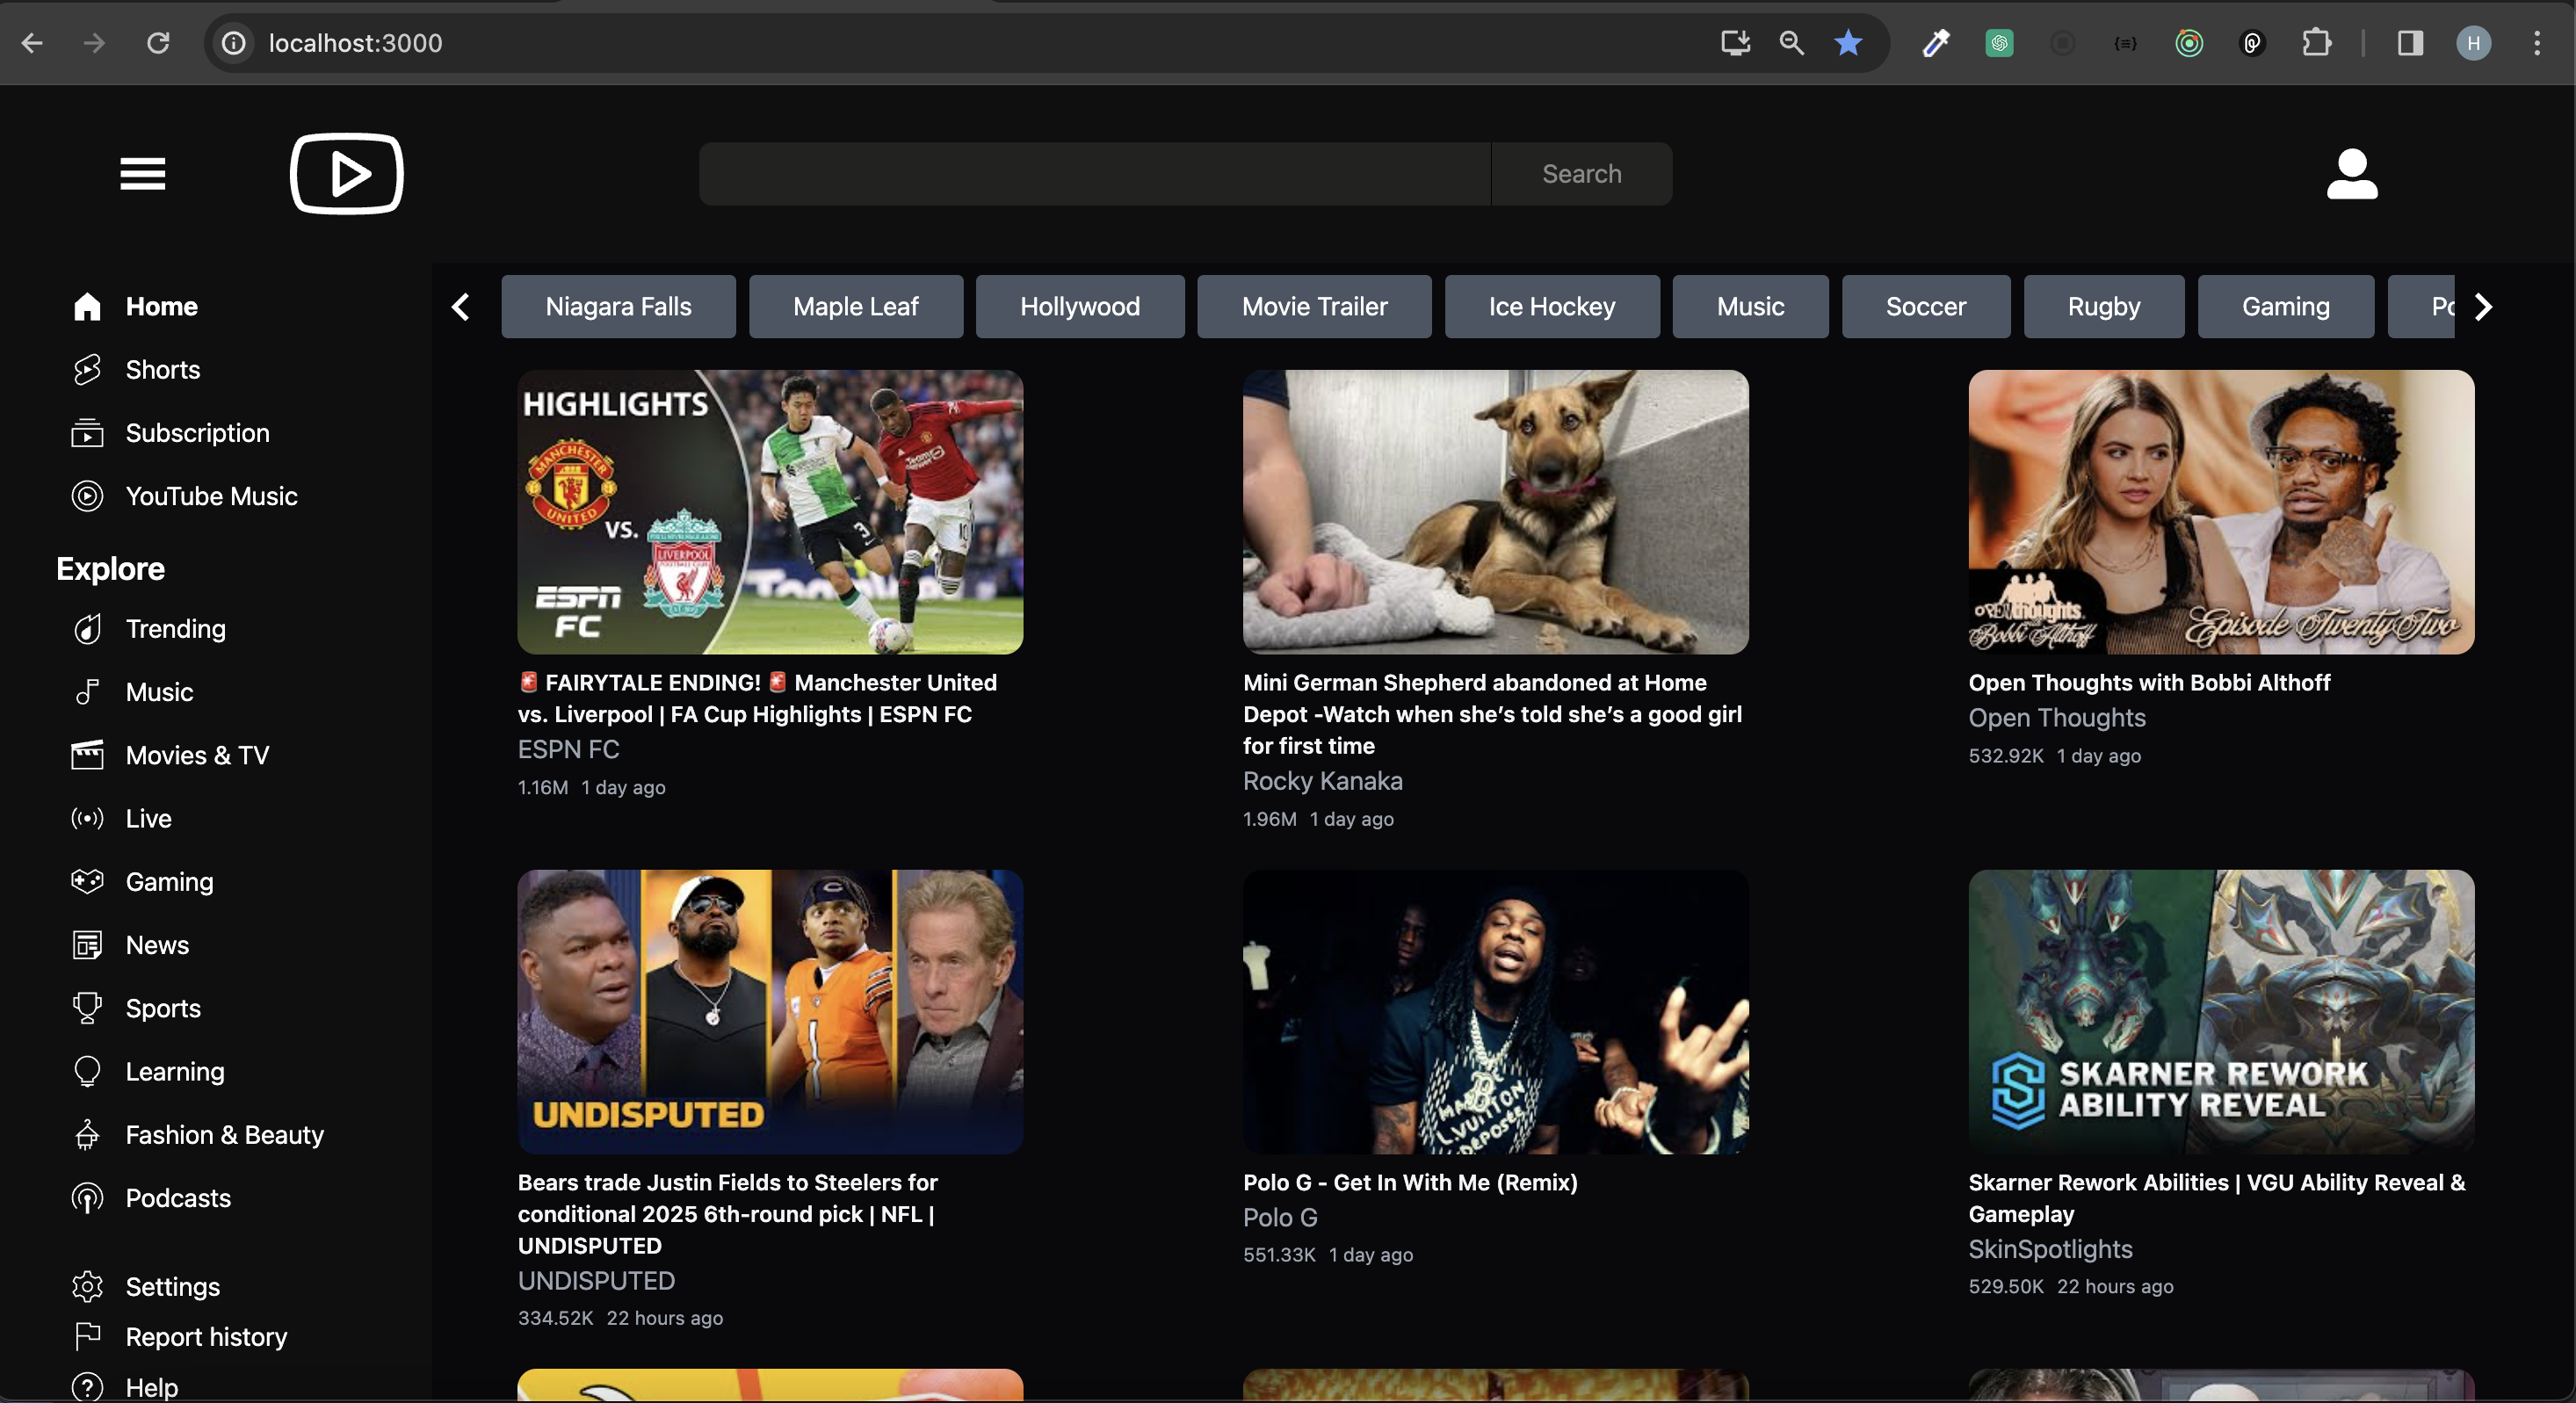 localhost:3000
H
Search
Home
Shorts
Subscription
YouTube Music
Explore
Trending
Music
Movies & TV
Live
Gaming
News
Sports
Learning
Fashion & Beauty
Podcasts
Settings
Report history
Help
Niagara Falls
Maple Leaf
Hollywood
Movie Trailer
Ice Hockey
Music
Soccer
Rugby
Gaming
HIGHLIGHTS
MANCHESTER
UNITED
VS.
LIVERPOOL
ESPN
FC
🚨 FAIRYTALE ENDING! 🚨 Manchester United
vs. Liverpool | FA Cup Highlights | ESPN FC
ESPN FC
1.16M 1 day ago
Mini German Shepherd abandoned at Home
Depot -Watch when she’s told she’s a good girl
for first time
Rocky Kanaka
1.96M 1 day ago
OPEN thoughts
Bobbi Althoff
Episode Twenty Two
Open Thoughts with Bobbi Althoff
Open Thoughts
532.92K 1 day ago
UNDISPUTED
Bears trade Justin Fields to Steelers for
conditional 2025 6th-round pick | NFL |
UNDISPUTED
UNDISPUTED
334.52K 22 hours ago
L.VUITTON
DÉPOSÉ
Polo G - Get In With Me (Remix)
Polo G
551.33K 1 day ago
SKARNER REWORK
ABILITY REVEAL
Skarner Rework Abilities | VGU Ability Reveal &
Gameplay
SkinSpotlights
529.50K 22 hours ago